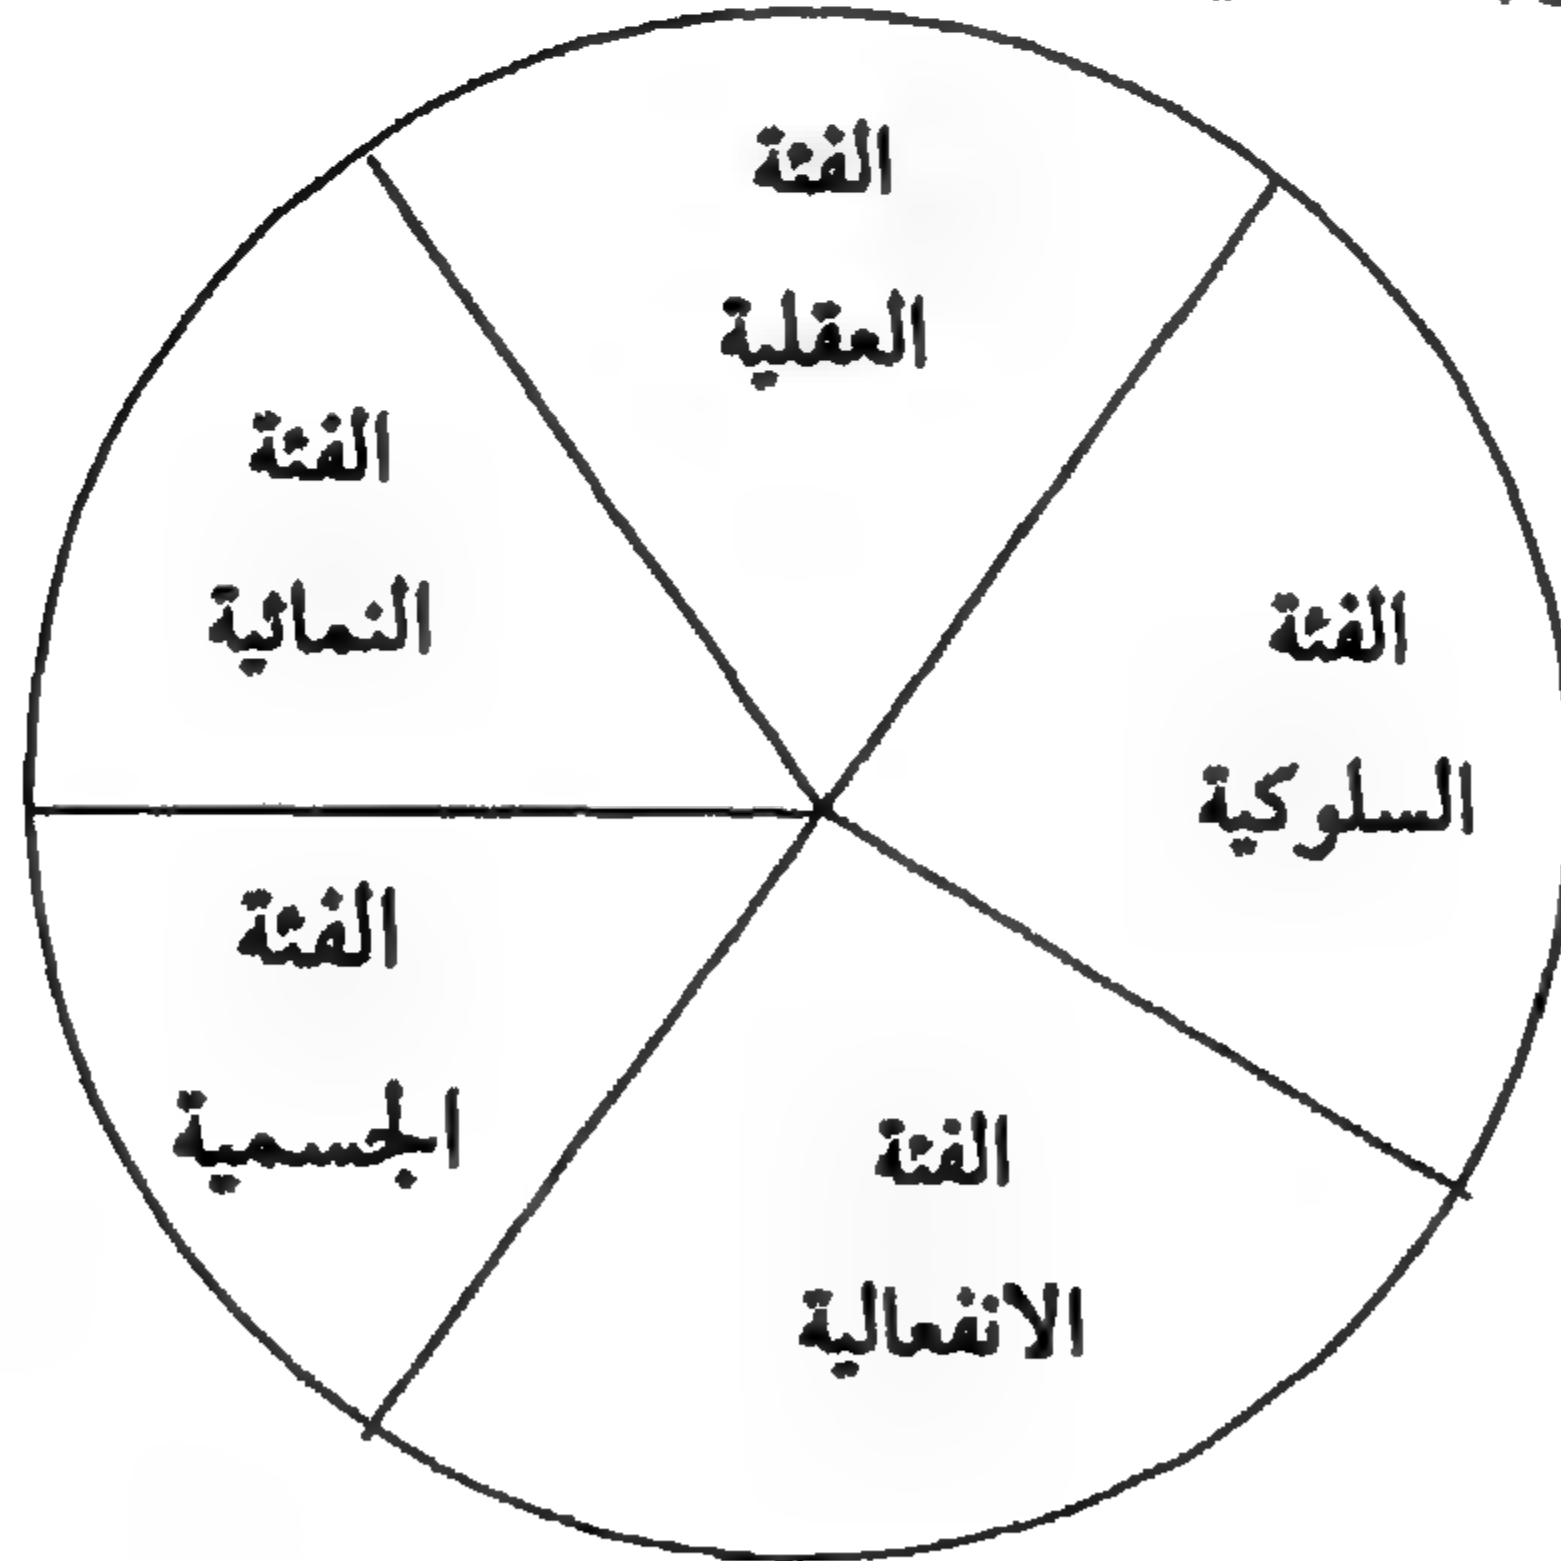 الفئة
العقلية
الفئة
السلوكية
الفئة
الانفعالية
الفئة
الجسمية
الفئة
النمائية